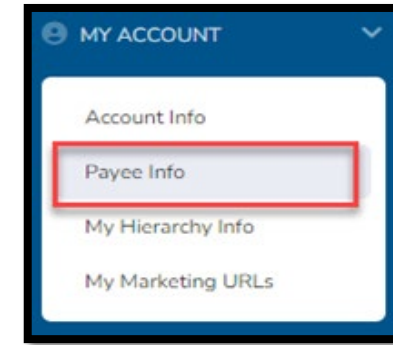 MY ACCOUNT
Account Info
Payee Info
My Hierarchy Info
My Marketing URLs